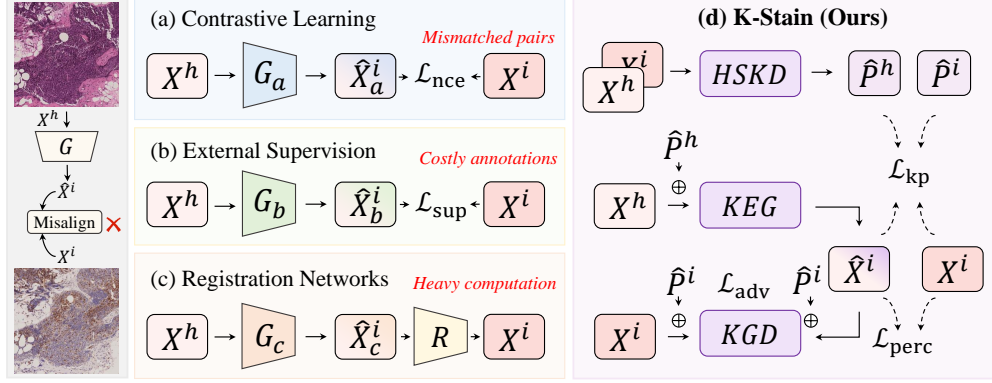 X^h
G
X̂^i
Misalign
X^i
(a) Contrastive Learning
Mismatched pairs
X^h G_a X̂_a^i ℒ_nce X^i
(b) External Supervision
Costly annotations
X^h G_b X̂_b^i ℒ_sup X^i
(c) Registration Networks
Heavy computation
X^h G_c X̂_c^i R X^i
(d) K-Stain (Ours)
X^i
X^h HSKD P̂^h P̂^i
ℒ_kp
P̂^h
⊕
X^h KEG
X̂^i X^i
P̂^i ℒ_adv P̂^i
⊕ ⊕
X^i KGD ℒ_perc